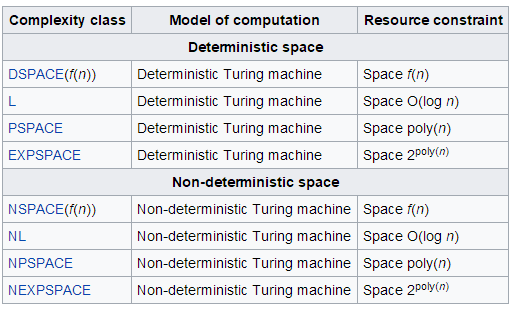 Complexity class Model of computation Resource constraint
Deterministic space
DSPACE(f(n)) Deterministic Turing machine Space f(n)
L Deterministic Turing machine Space O(log n)
PSPACE Deterministic Turing machine Space poly(n)
EXPSPACE Deterministic Turing machine Space 2^poly(n)
Non-deterministic space
NSPACE(f(n)) Non-deterministic Turing machine Space f(n)
NL Non-deterministic Turing machine Space O(log n)
NPSPACE Non-deterministic Turing machine Space poly(n)
NEXPSPACE Non-deterministic Turing machine Space 2^poly(n)